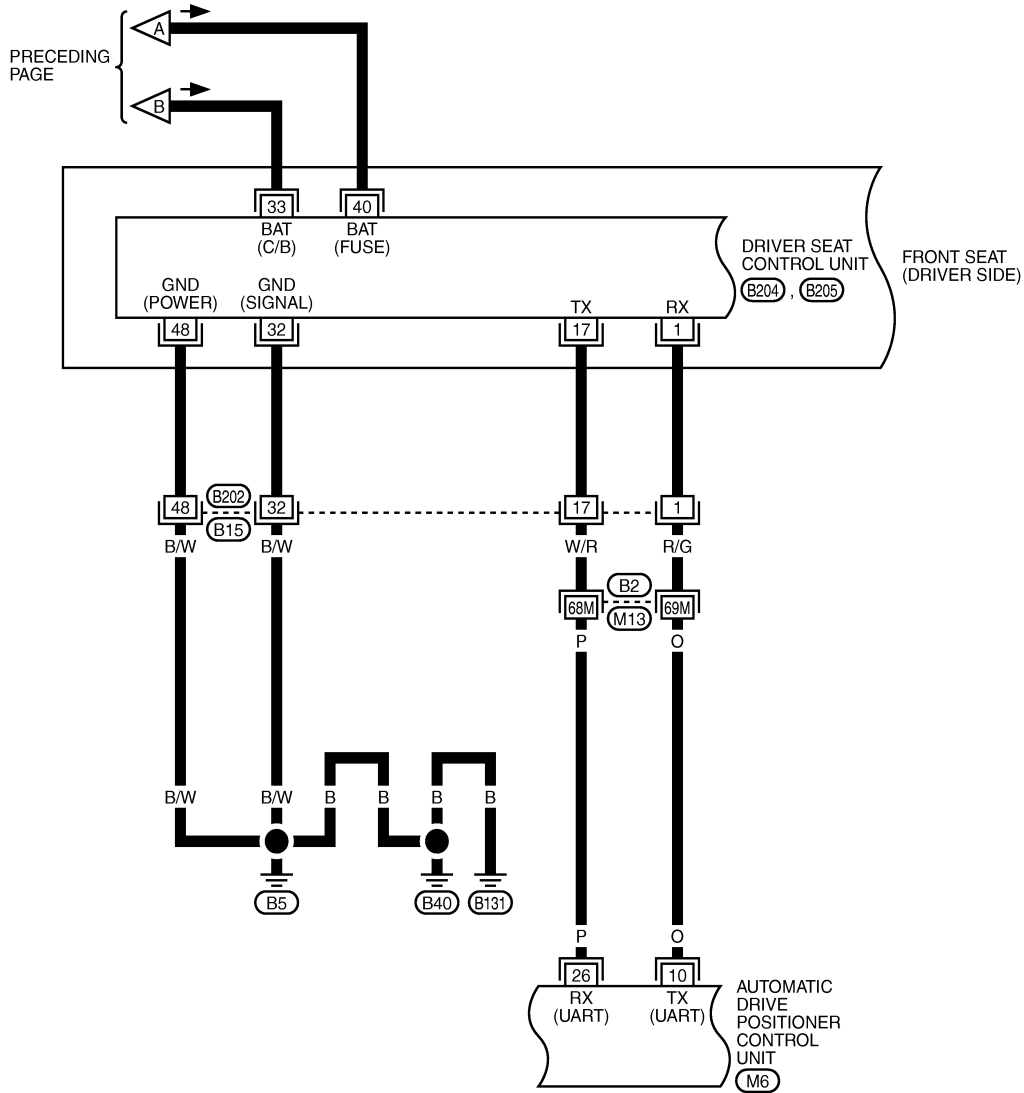 A
PRECEDING
PAGE
B
33
40
BAT
(C/B)
BAT
(FUSE)
DRIVER SEAT
CONTROL UNIT
B204 , B205
FRONT SEAT
(DRIVER SIDE)
GND
(POWER)
GND
(SIGNAL)
TX
RX
48
32
17
1
48
B202
B15
32
17
1
B/W
B/W
W/R
R/G
68M
B2
M13
69M
P
O
B/W
B/W
B
B
B
B
B5
B40
B131
P
O
26
10
RX
(UART)
TX
(UART)
AUTOMATIC
DRIVE
POSITIONER
CONTROL
UNIT
M6